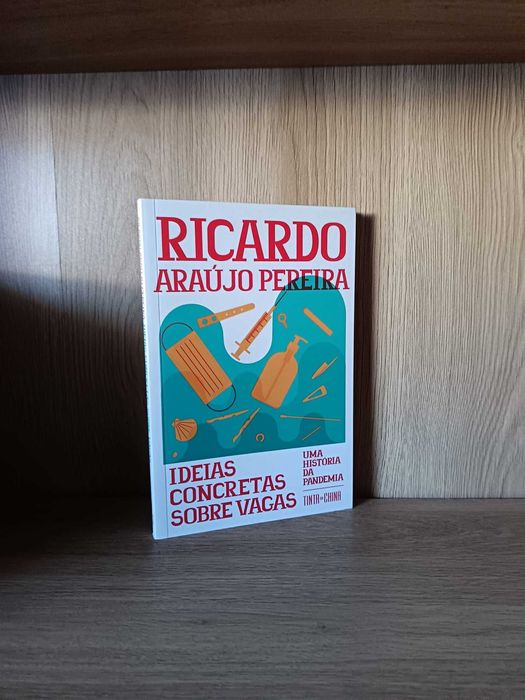 RICARDO
ARAÚJO PEREIRA
IDEIAS
CONCRETAS
SOBRE VAGAS
UMA
HISTÓRIA
DA
PANDEMIA
TINTA DA CHINA